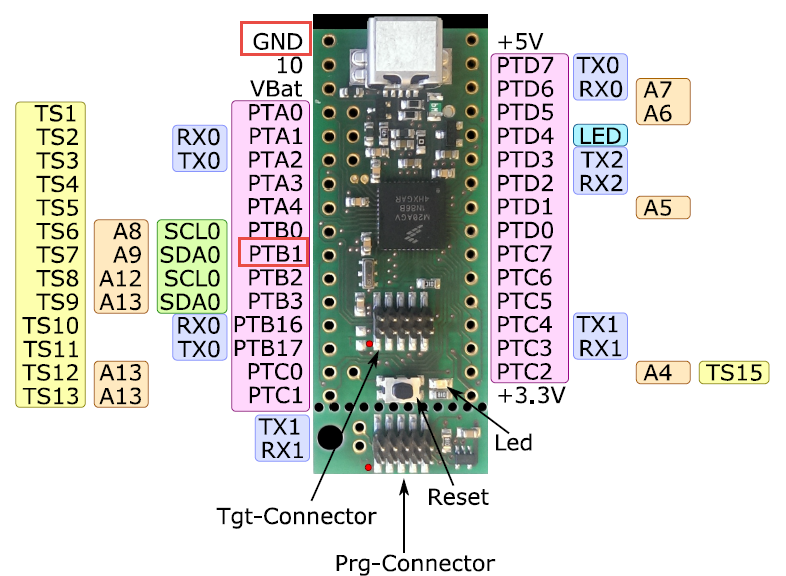 GND +5V
10 PTD7 TX0
VBat PTD6 RX0 A7
TS1 PTA0 PTD5 A6
TS2 RX0 PTA1 PTD4 LED
TS3 TX0 PTA2 PTD3 TX2
TS4 PTA3 PTD2 RX2
TS5 PTA4 PTD1 A5
TS6 A8 SCL0 PTB0 PTD0
TS7 A9 SDA0 PTB1 PTC7
TS8 A12 SCL0 PTB2 PTC6
TS9 A13 SDA0 PTB3 PTC5
TS10 RX0 PTB16 PTC4 TX1
TS11 TX0 PTB17 PTC3 RX1
TS12 A13 PTC0 PTC2 A4 TS15
TS13 A13 PTC1 +3.3V
TX1
RX1
M20AGV
1N86B
4HXGAR
Led
Reset
Tgt-Connector
Prg-Connector